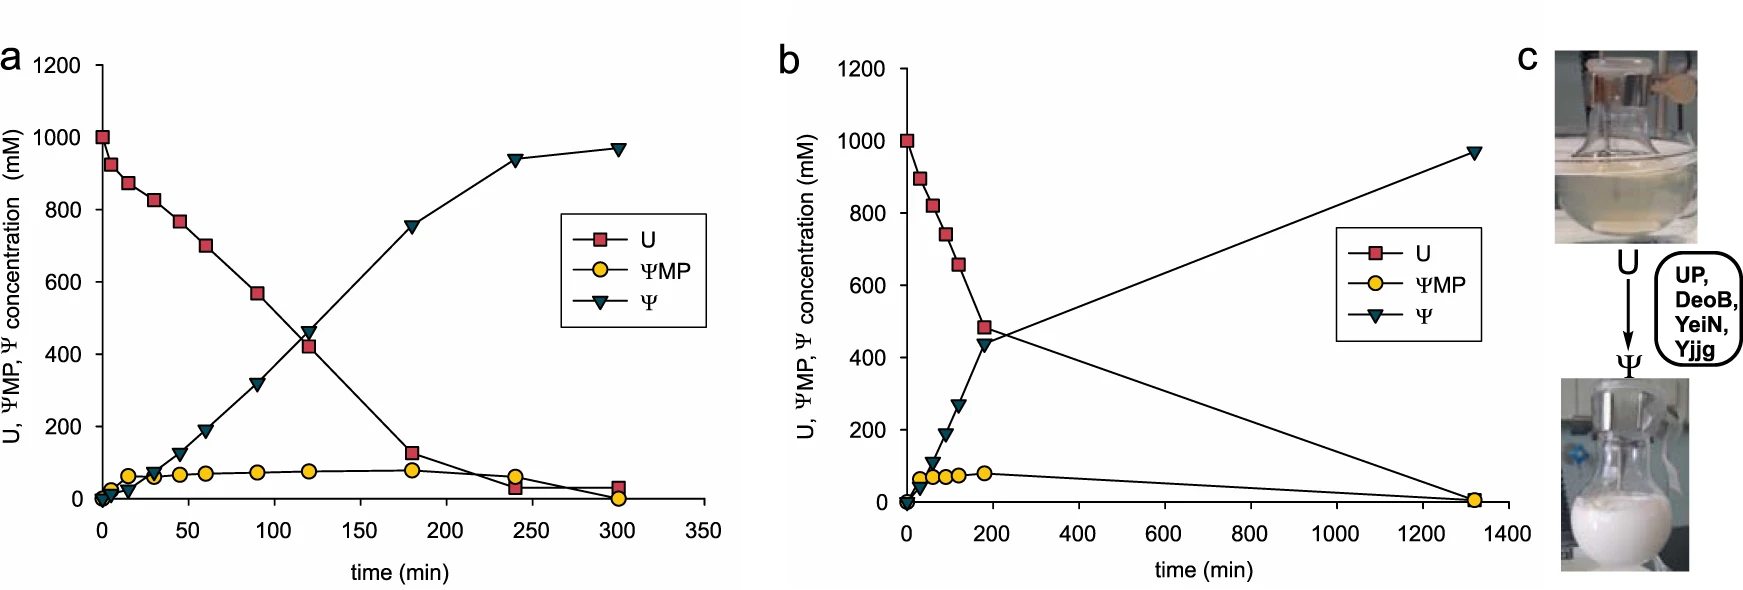 a
U, ΨMP, Ψ concentration (mM)
1200
1000
800
600
400
200
0
0 50 100 150 200 250 300 350
time (min)
U
ΨMP
Ψ
b
U, ΨMP, Ψ concentration (mM)
1200
1000
800
600
400
200
0
0 200 400 600 800 1000 1200 1400
time (min)
U
ΨMP
Ψ
c
U
UP,
DeoB,
YeiN,
Yjjg
Ψ